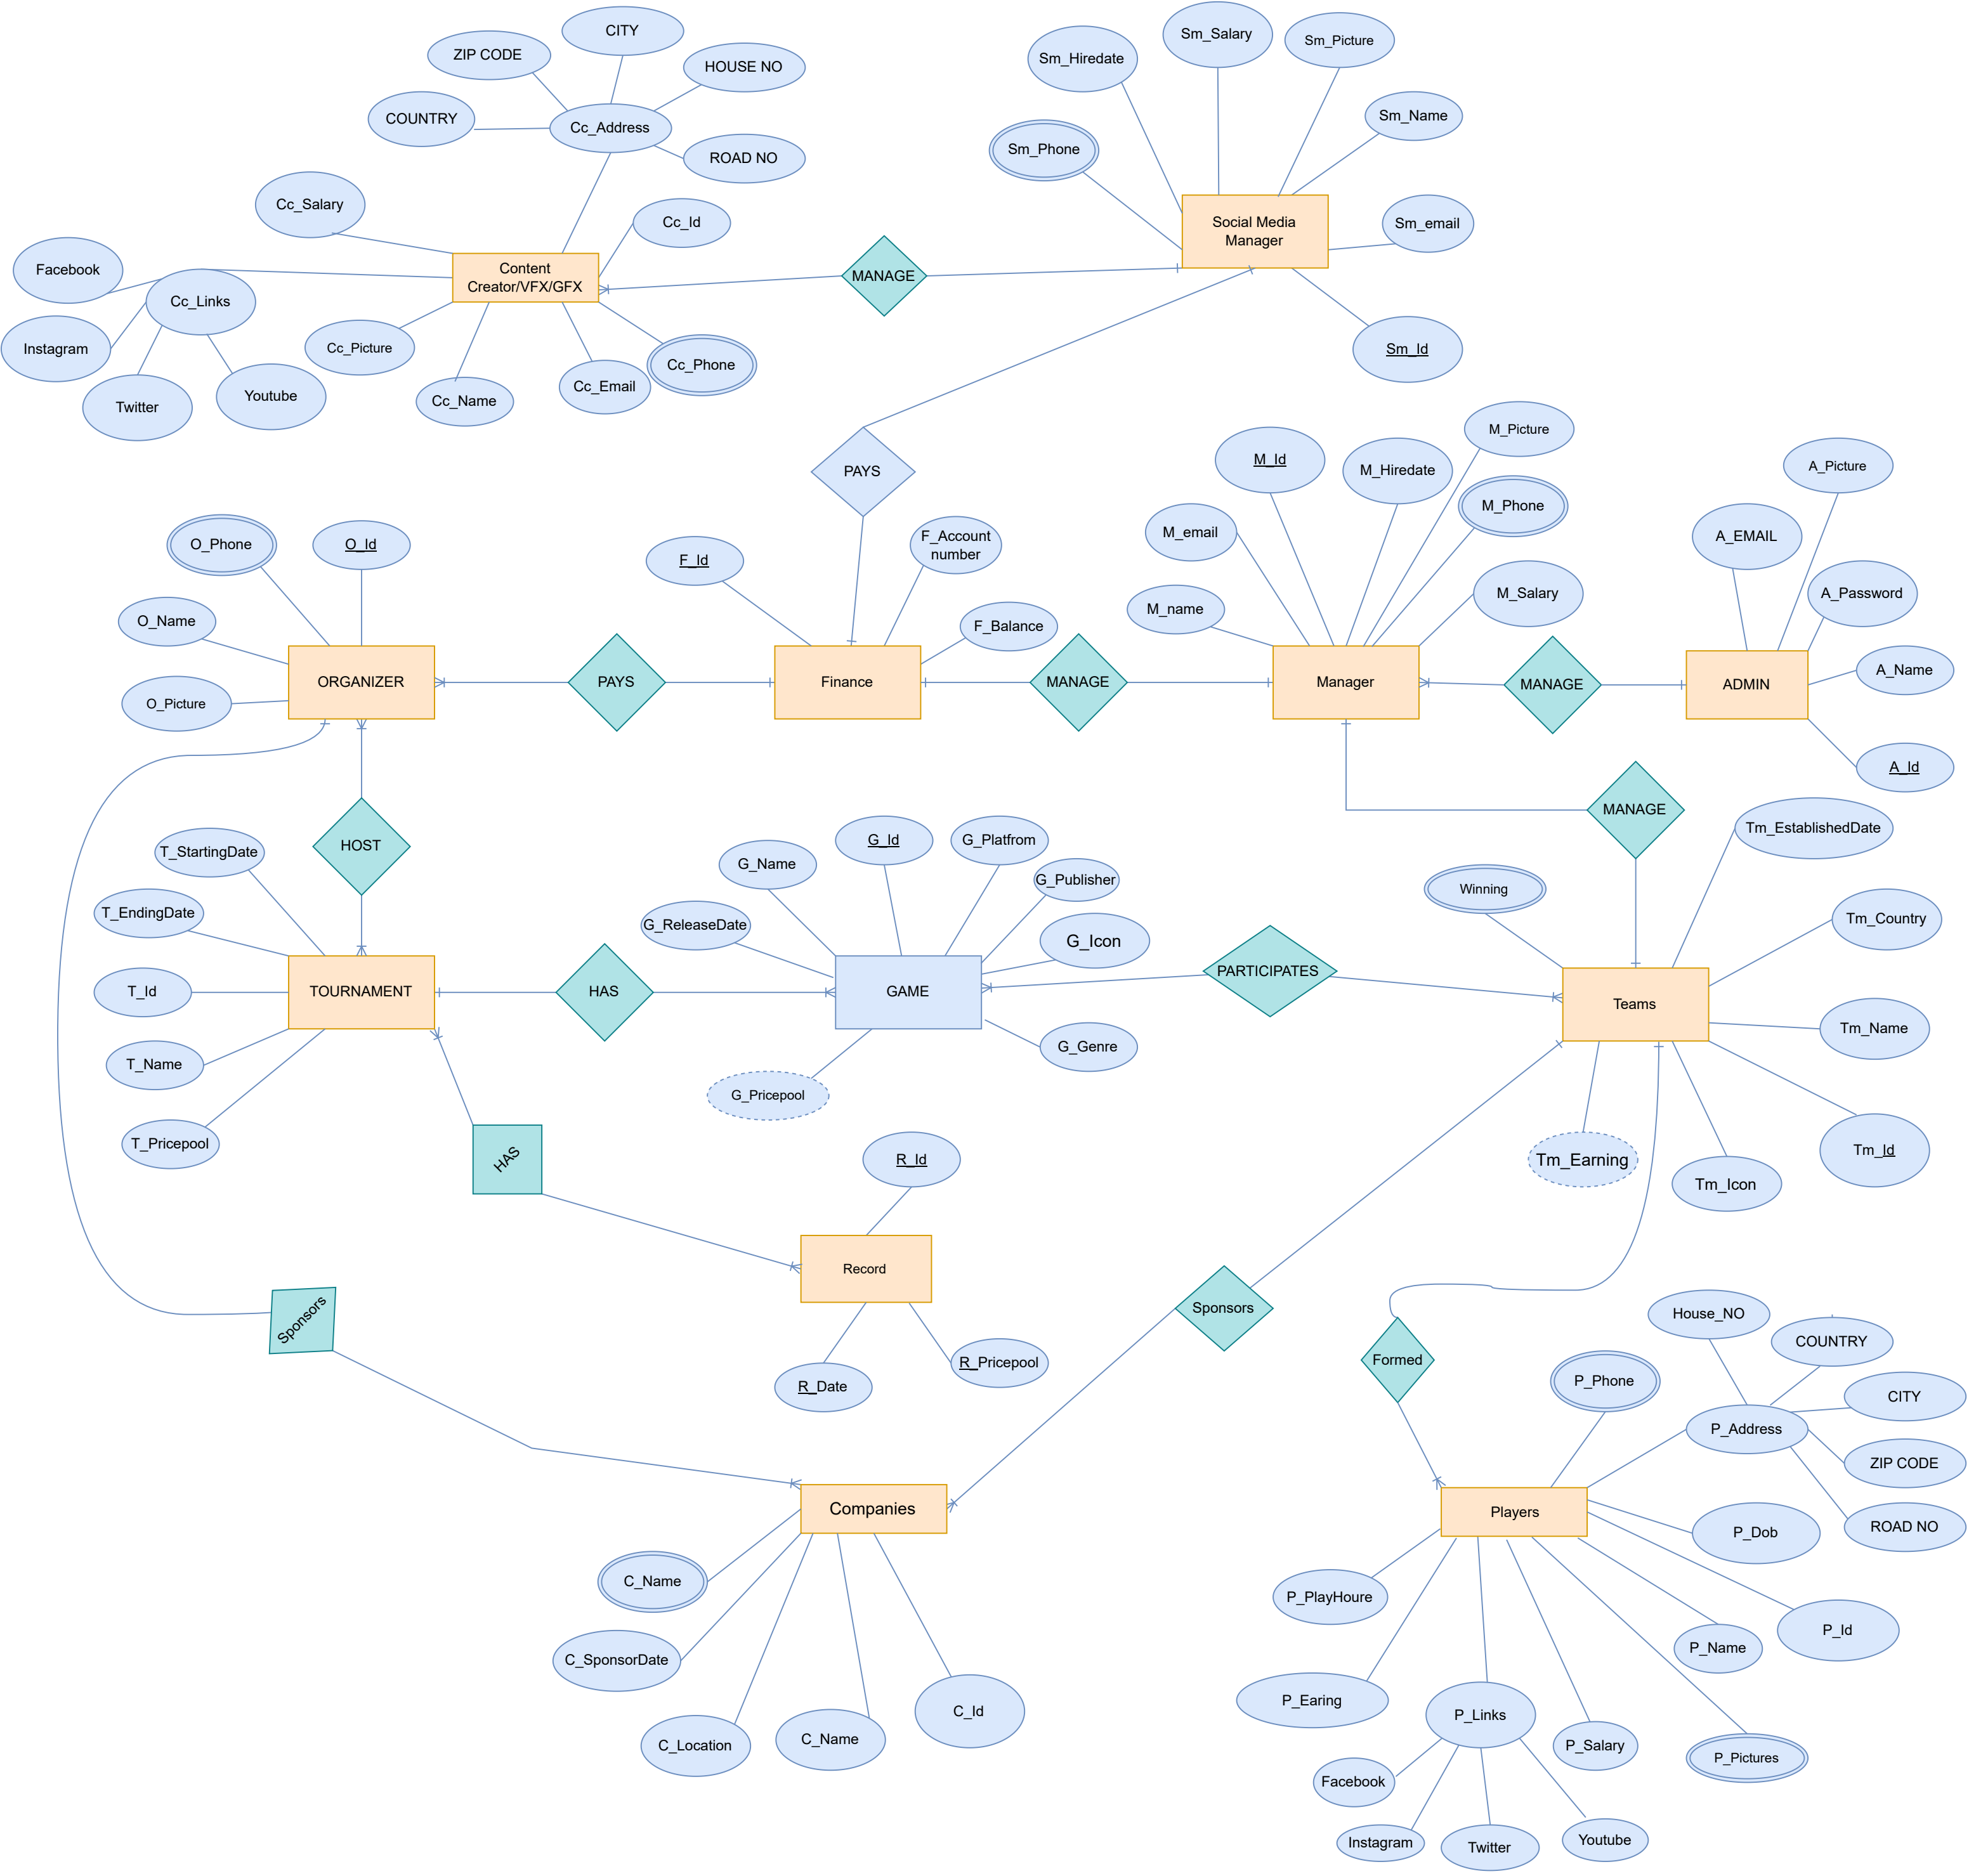 CITY
Sm_Salary
Sm_Picture
ZIP CODE
HOUSE NO
Sm_Hiredate
COUNTRY
Cc_Address
Sm_Name
Sm_Phone
ROAD NO
Cc_Salary
Cc_Id
Social Media
Manager
Sm_email
Facebook
Content
Creator/VFX/GFX
MANAGE
Cc_Links
Instagram
Cc_Picture
Cc_Phone
Sm_Id
Twitter
Youtube
Cc_Name
Cc_Email
M_Picture
M_Id
M_Hiredate
A_Picture
PAYS
M_Phone
O_Phone
O_Id
F_Id
F_Account
number
M_email
A_EMAIL
O_Name
F_Balance
M_name
M_Salary
A_Password
O_Picture
ORGANIZER
PAYS
Finance
MANAGE
Manager
MANAGE
ADMIN
A_Name
A_Id
MANAGE
T_StartingDate
HOST
G_Name
G_Id
G_Platfrom
Tm_EstablishedDate
G_Publisher
Winning
T_EndingDate
G_ReleaseDate
G_Icon
Tm_Country
T_Id
TOURNAMENT
HAS
GAME
PARTICIPATES
Teams
Tm_Name
T_Name
G_Genre
G_Pricepool
T_Pricepool
HAS
R_Id
Tm_Earning
Tm_Icon
Tm_Id
Record
Sponsors
Sponsors
House_NO
COUNTRY
R_Date
R_Pricepool
Formed
P_Phone
CITY
P_Address
ZIP CODE
Companies
Players
P_Dob
ROAD NO
C_Name
P_PlayHoure
C_SponsorDate
P_Name
P_Id
C_Location
C_Name
C_Id
P_Earing
P_Links
P_Salary
P_Pictures
Facebook
Instagram
Twitter
Youtube